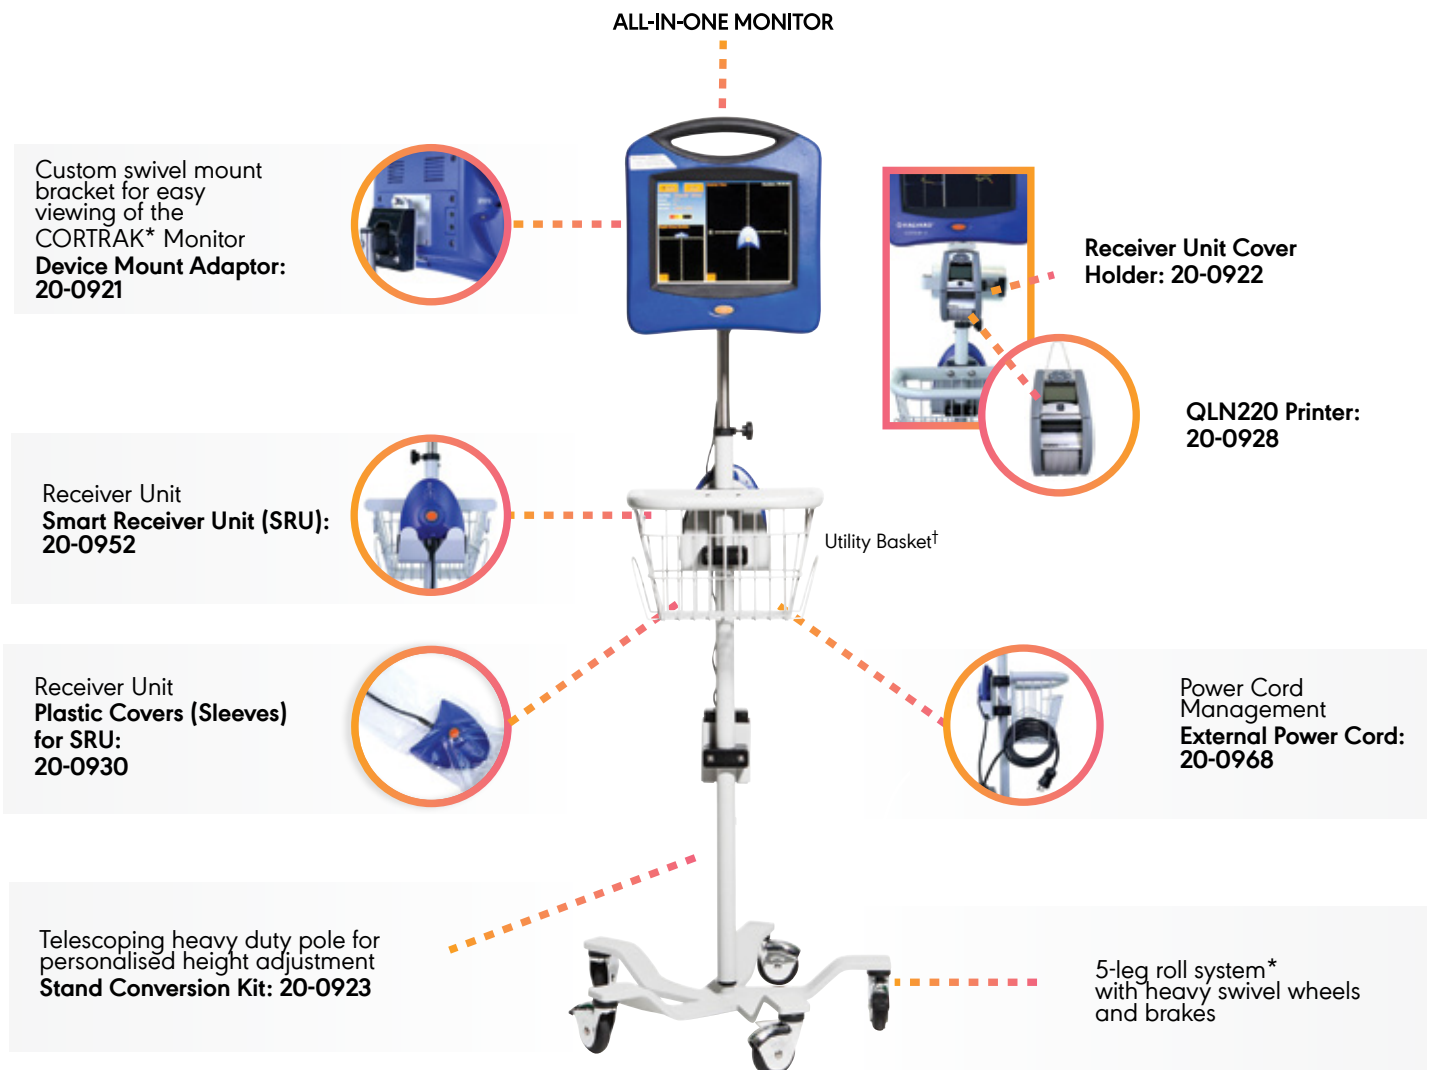 ALL-IN-ONE MONITOR
Custom swivel mount
bracket for easy
viewing of the
CORTRAK* Monitor
Device Mount Adaptor:
20-0921
Receiver Unit Cover
Holder: 20-0922
HALYARD
QLN220 Printer:
20-0928
Receiver Unit
Smart Receiver Unit (SRU):
20-0952
Utility Basket†
Receiver Unit
Plastic Covers (Sleeves)
for SRU:
20-0930
Power Cord
Management
External Power Cord:
20-0968
Telescoping heavy duty pole for
personalised height adjustment
Stand Conversion Kit: 20-0923
5-leg roll system*
with heavy swivel wheels
and brakes